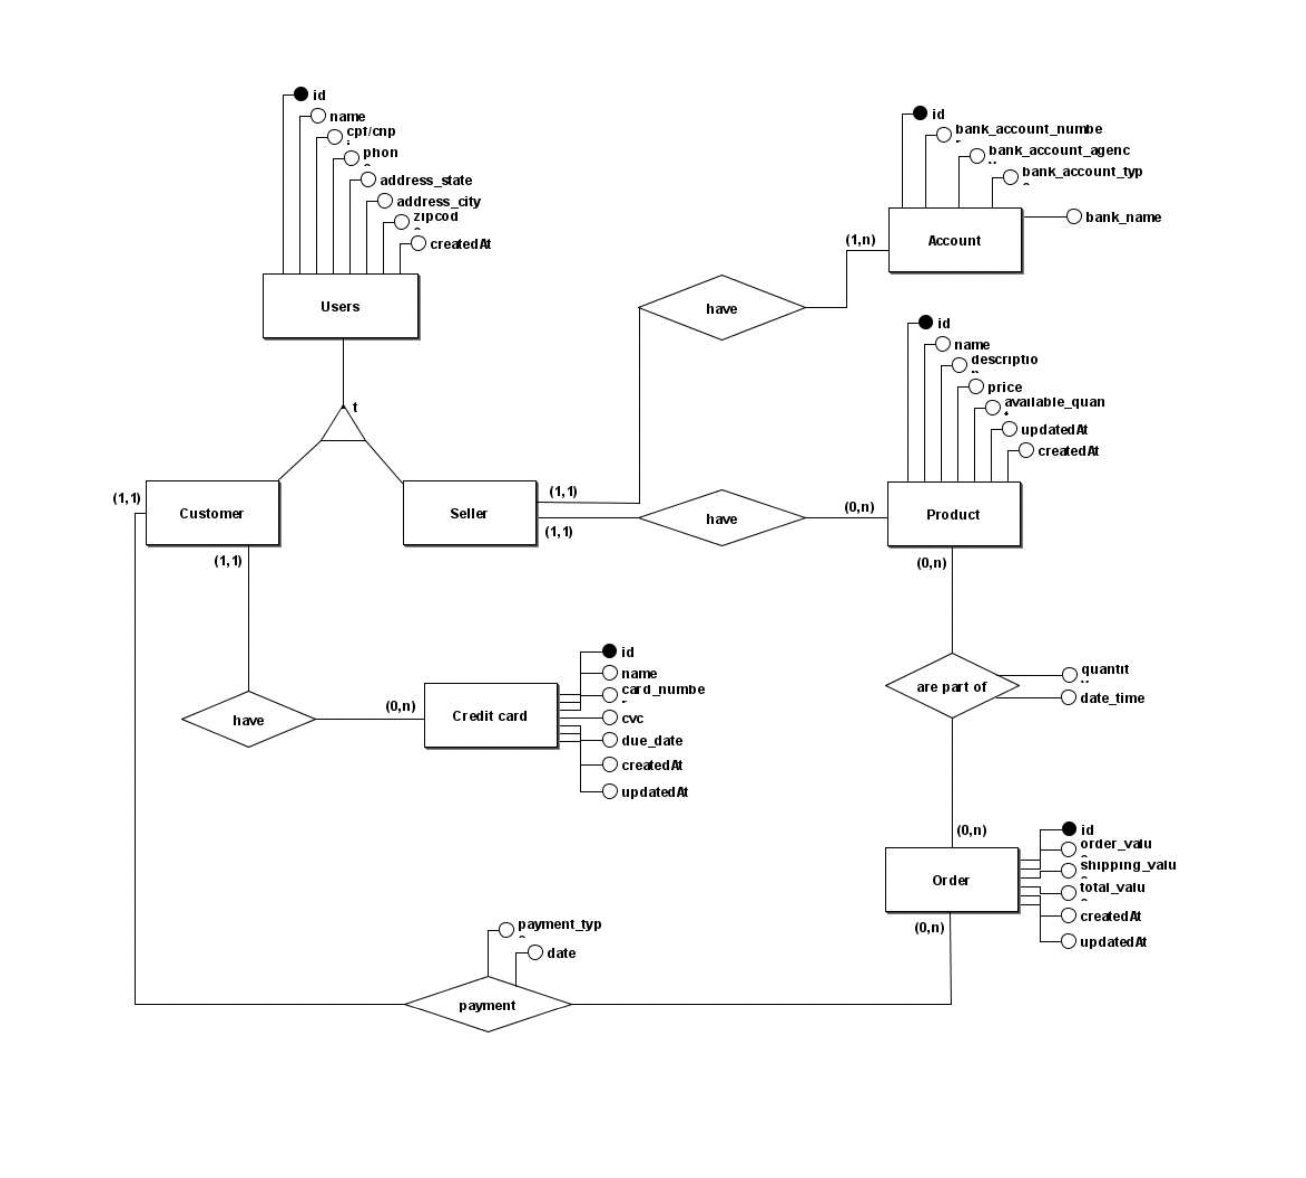 id
name
cpf/cnp
j
phon
e
address_state
address_city
zipcod
e
createdAt
Users
t
id
bank_account_numbe
r
bank_account_agenc
y
bank_account_typ
e
bank_name
Account
(1,n)
have
id
name
descriptio
n
price
available_quan
t
updatedAt
createdAt
(1,1)
Customer
Seller
(1,1)
(1,1)
have
(0,n)
Product
(1,1)
(0,n)
id
name
card_numbe
r
cvc
due_date
createdAt
updatedAt
have
(0,n)
Credit card
are part of
quantit
y
date_time
(0,n)
Order
id
order_valu
e
shipping_valu
e
total_valu
e
createdAt
updatedAt
(0,n)
payment_typ
e
date
payment